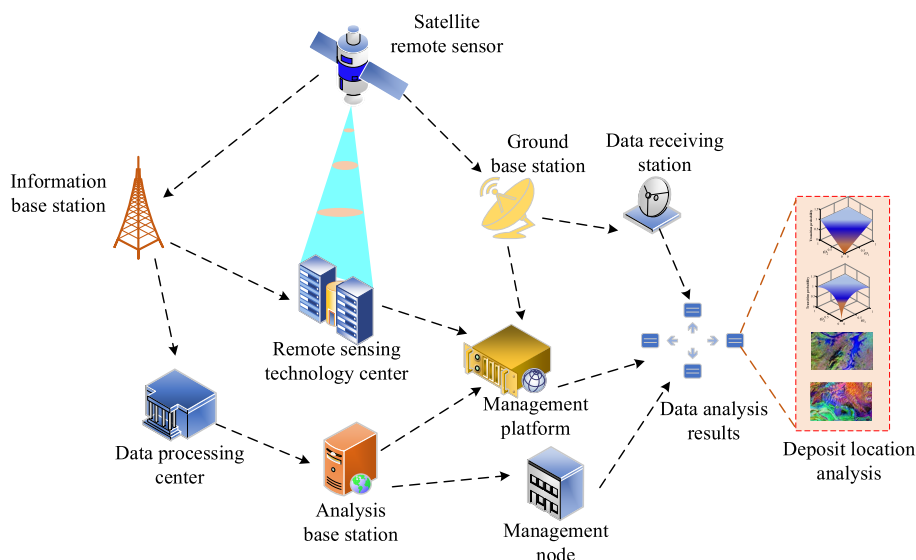 Satellite
remote sensor
Ground
base station
Data receiving
station
Information
base station
Remote sensing
technology center
Management
platform
Data analysis
results
Deposit location
analysis
Data processing
center
Analysis
base station
Management
node